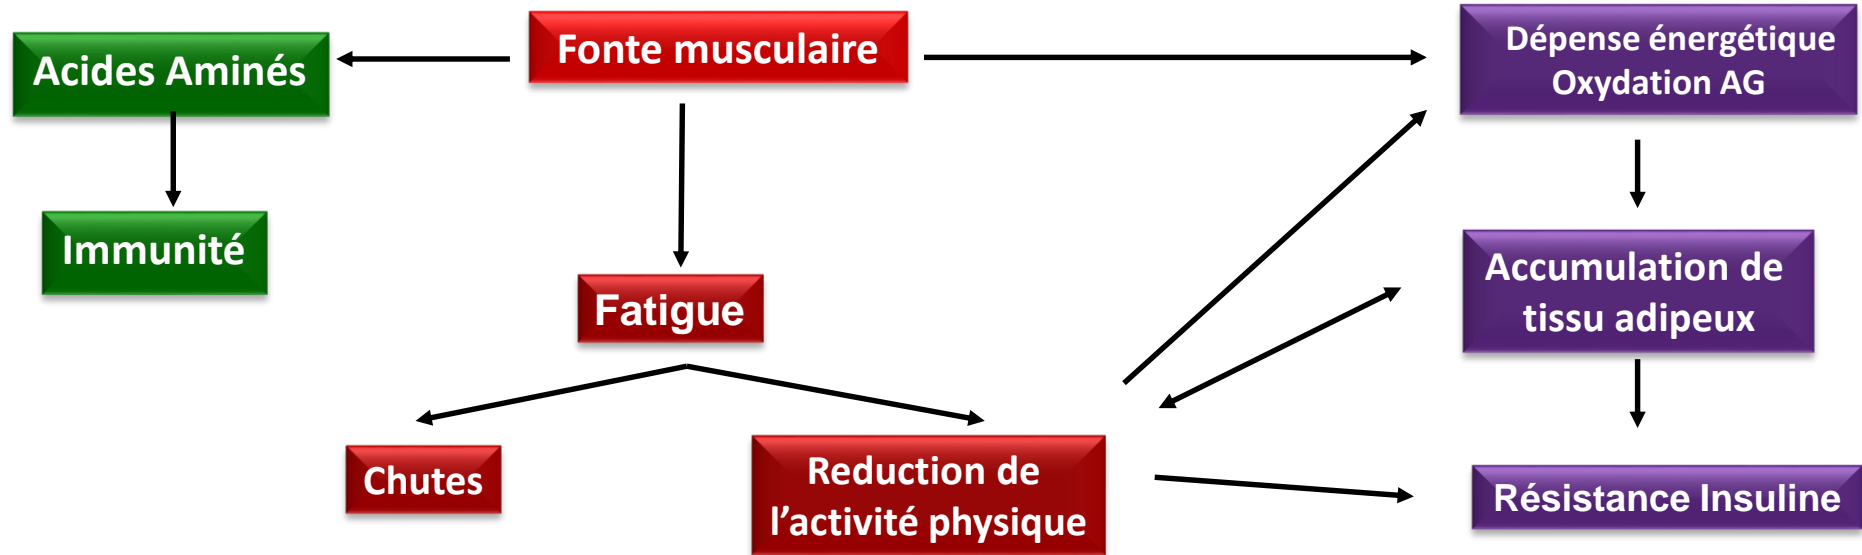 Fonte musculaire
Acides Aminés
Dépense énergétique
Oxydation AG
Immunité
Fatigue
Accumulation de
tissu adipeux
Chutes
Reduction de
l’activité physique
Résistance Insuline